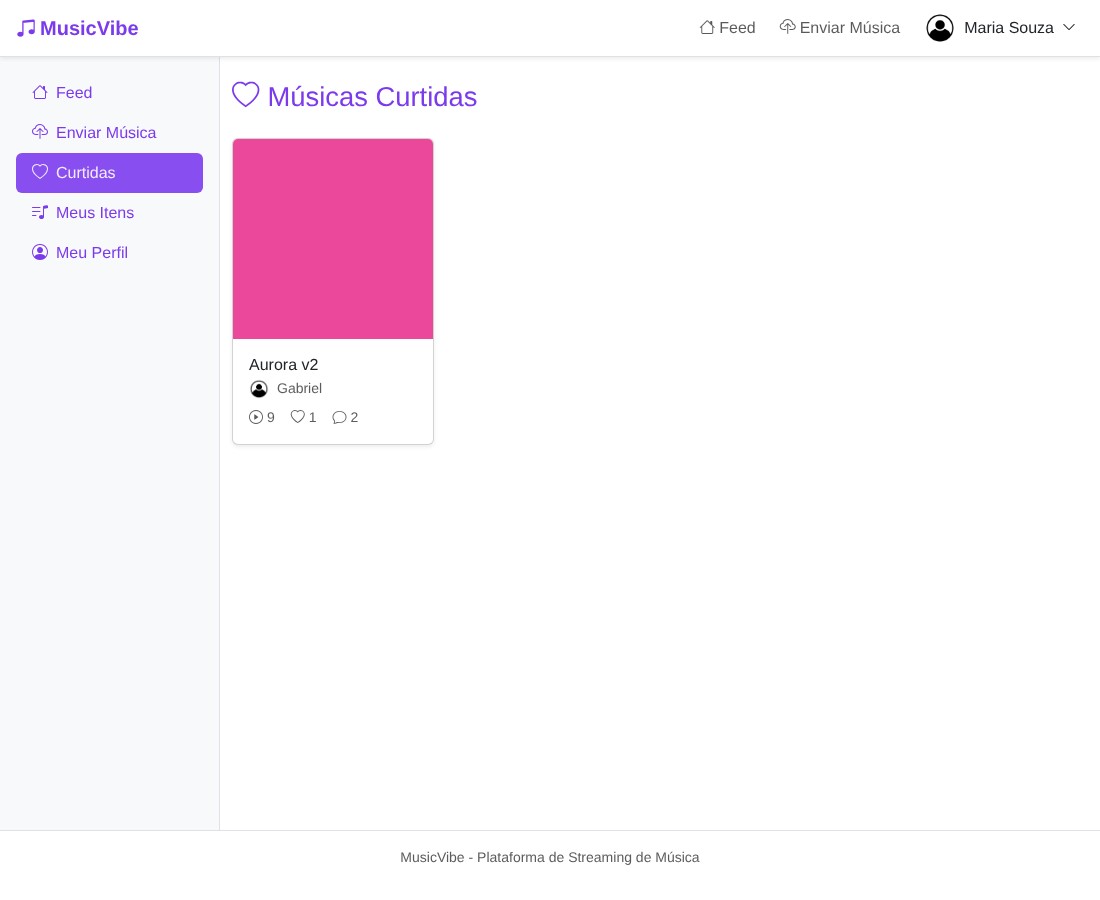 MusicVibe
Feed
Enviar Música
Maria Souza
Feed
Enviar Música
Curtidas
Meus Itens
Meu Perfil
Músicas Curtidas
Aurora v2
Gabriel
9 1 2
MusicVibe - Plataforma de Streaming de Música